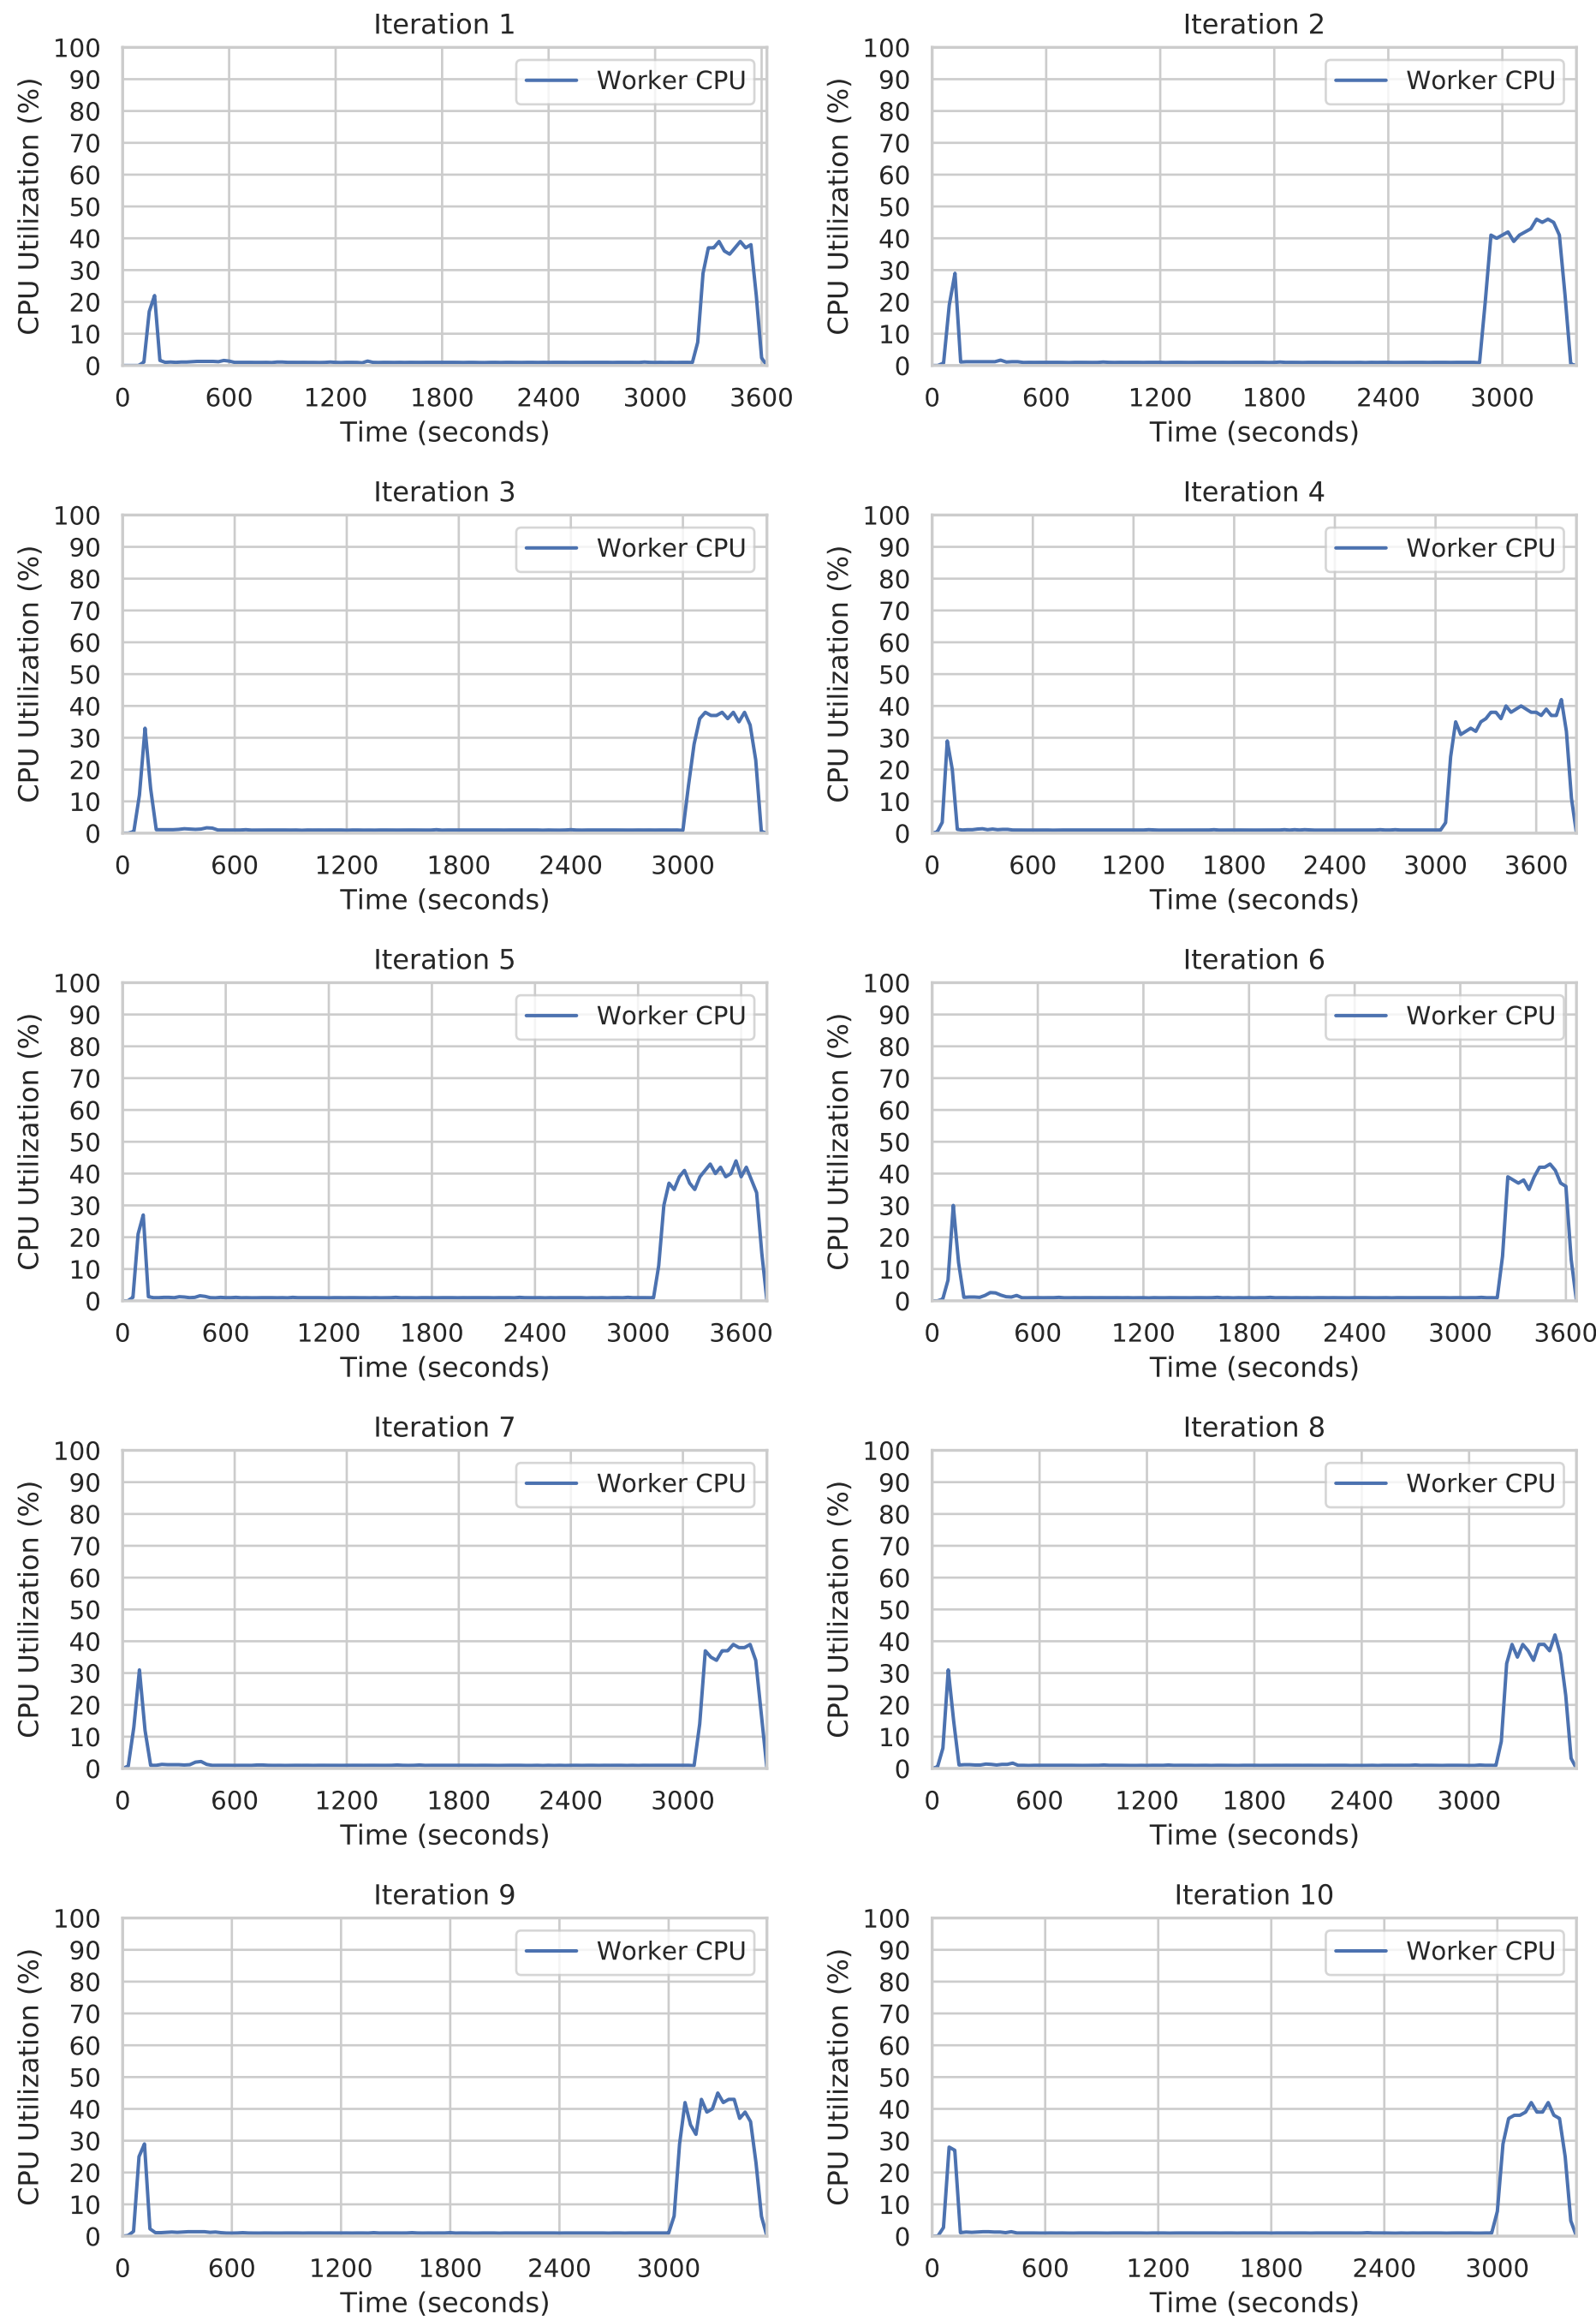 Iteration 1
CPU Utilization (%)
100
90
80
70
60
50
40
30
20
10
0
Worker CPU
0 600 1200 1800 2400 3000 3600
Time (seconds)
Iteration 2
CPU Utilization (%)
100
90
80
70
60
50
40
30
20
10
0
Worker CPU
0 600 1200 1800 2400 3000
Time (seconds)
Iteration 3
CPU Utilization (%)
100
90
80
70
60
50
40
30
20
10
0
Worker CPU
0 600 1200 1800 2400 3000
Time (seconds)
Iteration 4
CPU Utilization (%)
100
90
80
70
60
50
40
30
20
10
0
Worker CPU
0 600 1200 1800 2400 3000 3600
Time (seconds)
Iteration 5
CPU Utilization (%)
100
90
80
70
60
50
40
30
20
10
0
Worker CPU
0 600 1200 1800 2400 3000 3600
Time (seconds)
Iteration 6
CPU Utilization (%)
100
90
80
70
60
50
40
30
20
10
0
Worker CPU
0 600 1200 1800 2400 3000 3600
Time (seconds)
Iteration 7
CPU Utilization (%)
100
90
80
70
60
50
40
30
20
10
0
Worker CPU
0 600 1200 1800 2400 3000
Time (seconds)
Iteration 8
CPU Utilization (%)
100
90
80
70
60
50
40
30
20
10
0
Worker CPU
0 600 1200 1800 2400 3000
Time (seconds)
Iteration 9
CPU Utilization (%)
100
90
80
70
60
50
40
30
20
10
0
Worker CPU
0 600 1200 1800 2400 3000
Time (seconds)
Iteration 10
CPU Utilization (%)
100
90
80
70
60
50
40
30
20
10
0
Worker CPU
0 600 1200 1800 2400 3000
Time (seconds)